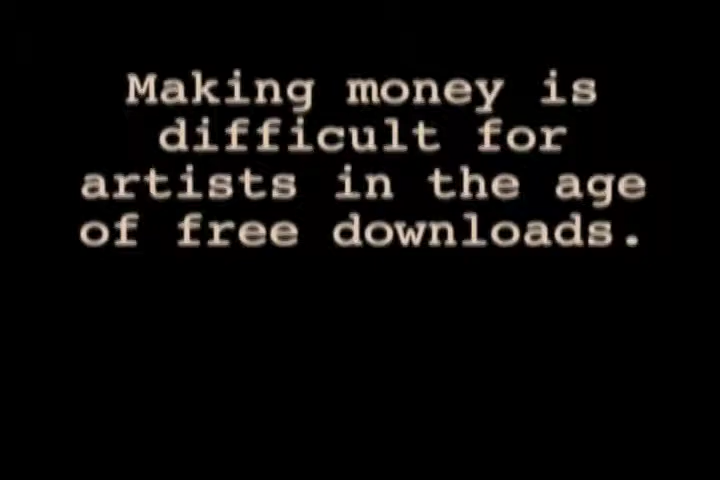 Making money is
difficult for
artists in the age
of free downloads.